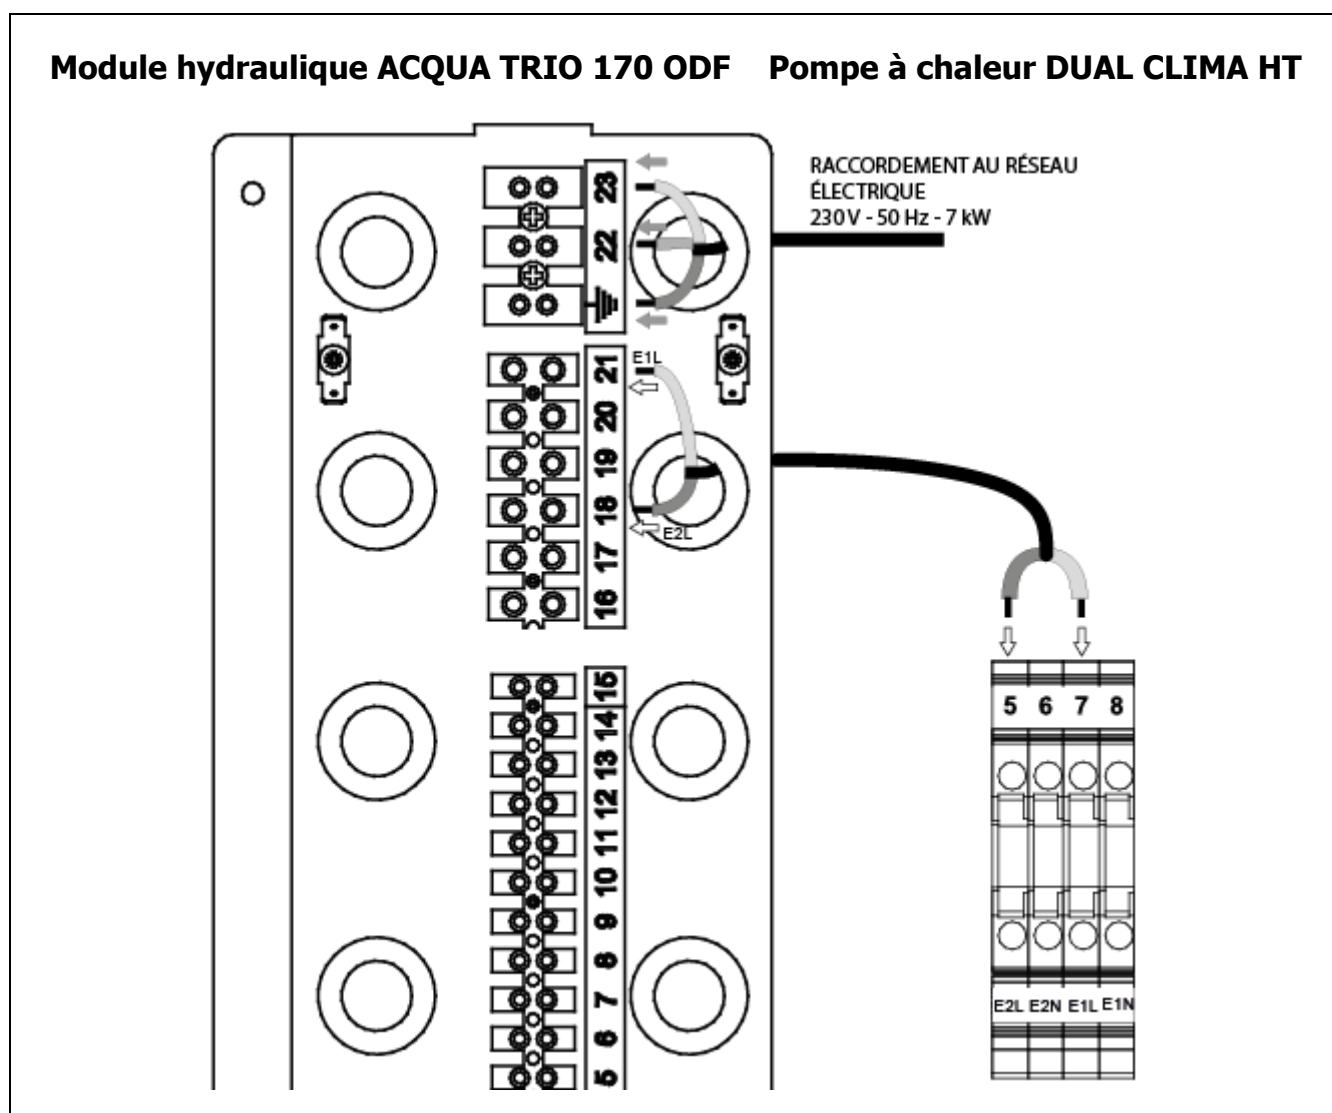 Module hydraulique ACQUA TRIO 170 ODF Pompe à chaleur DUAL CLIMA HT
RACCORDEMENT AU RÉSEAU
ÉLECTRIQUE
230 V - 50 Hz - 7 kW
23
22
21
20
19
18
17
16
E1L
E2L
15
14
13
12
11
10
9
8
7
6
5
5 6 7 8
E2L E2N E1L E1N